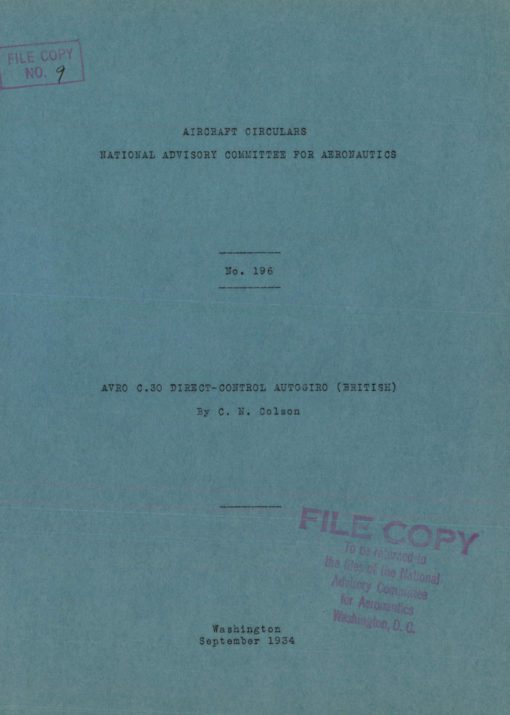 FILE COPY
NO. 9
AIRCRAFT CIRCULARS
NATIONAL ADVISORY COMMITTEE FOR AERONAUTICS
No. 196
AVRO C.30 DIRECT-CONTROL AUTOGIRO (BRITISH)
By C. N. Colson
FILE COPY
To be returned to
the files of the National
Advisory Committee
for Aeronautics
Washington, D. C.
Washington
September 1934